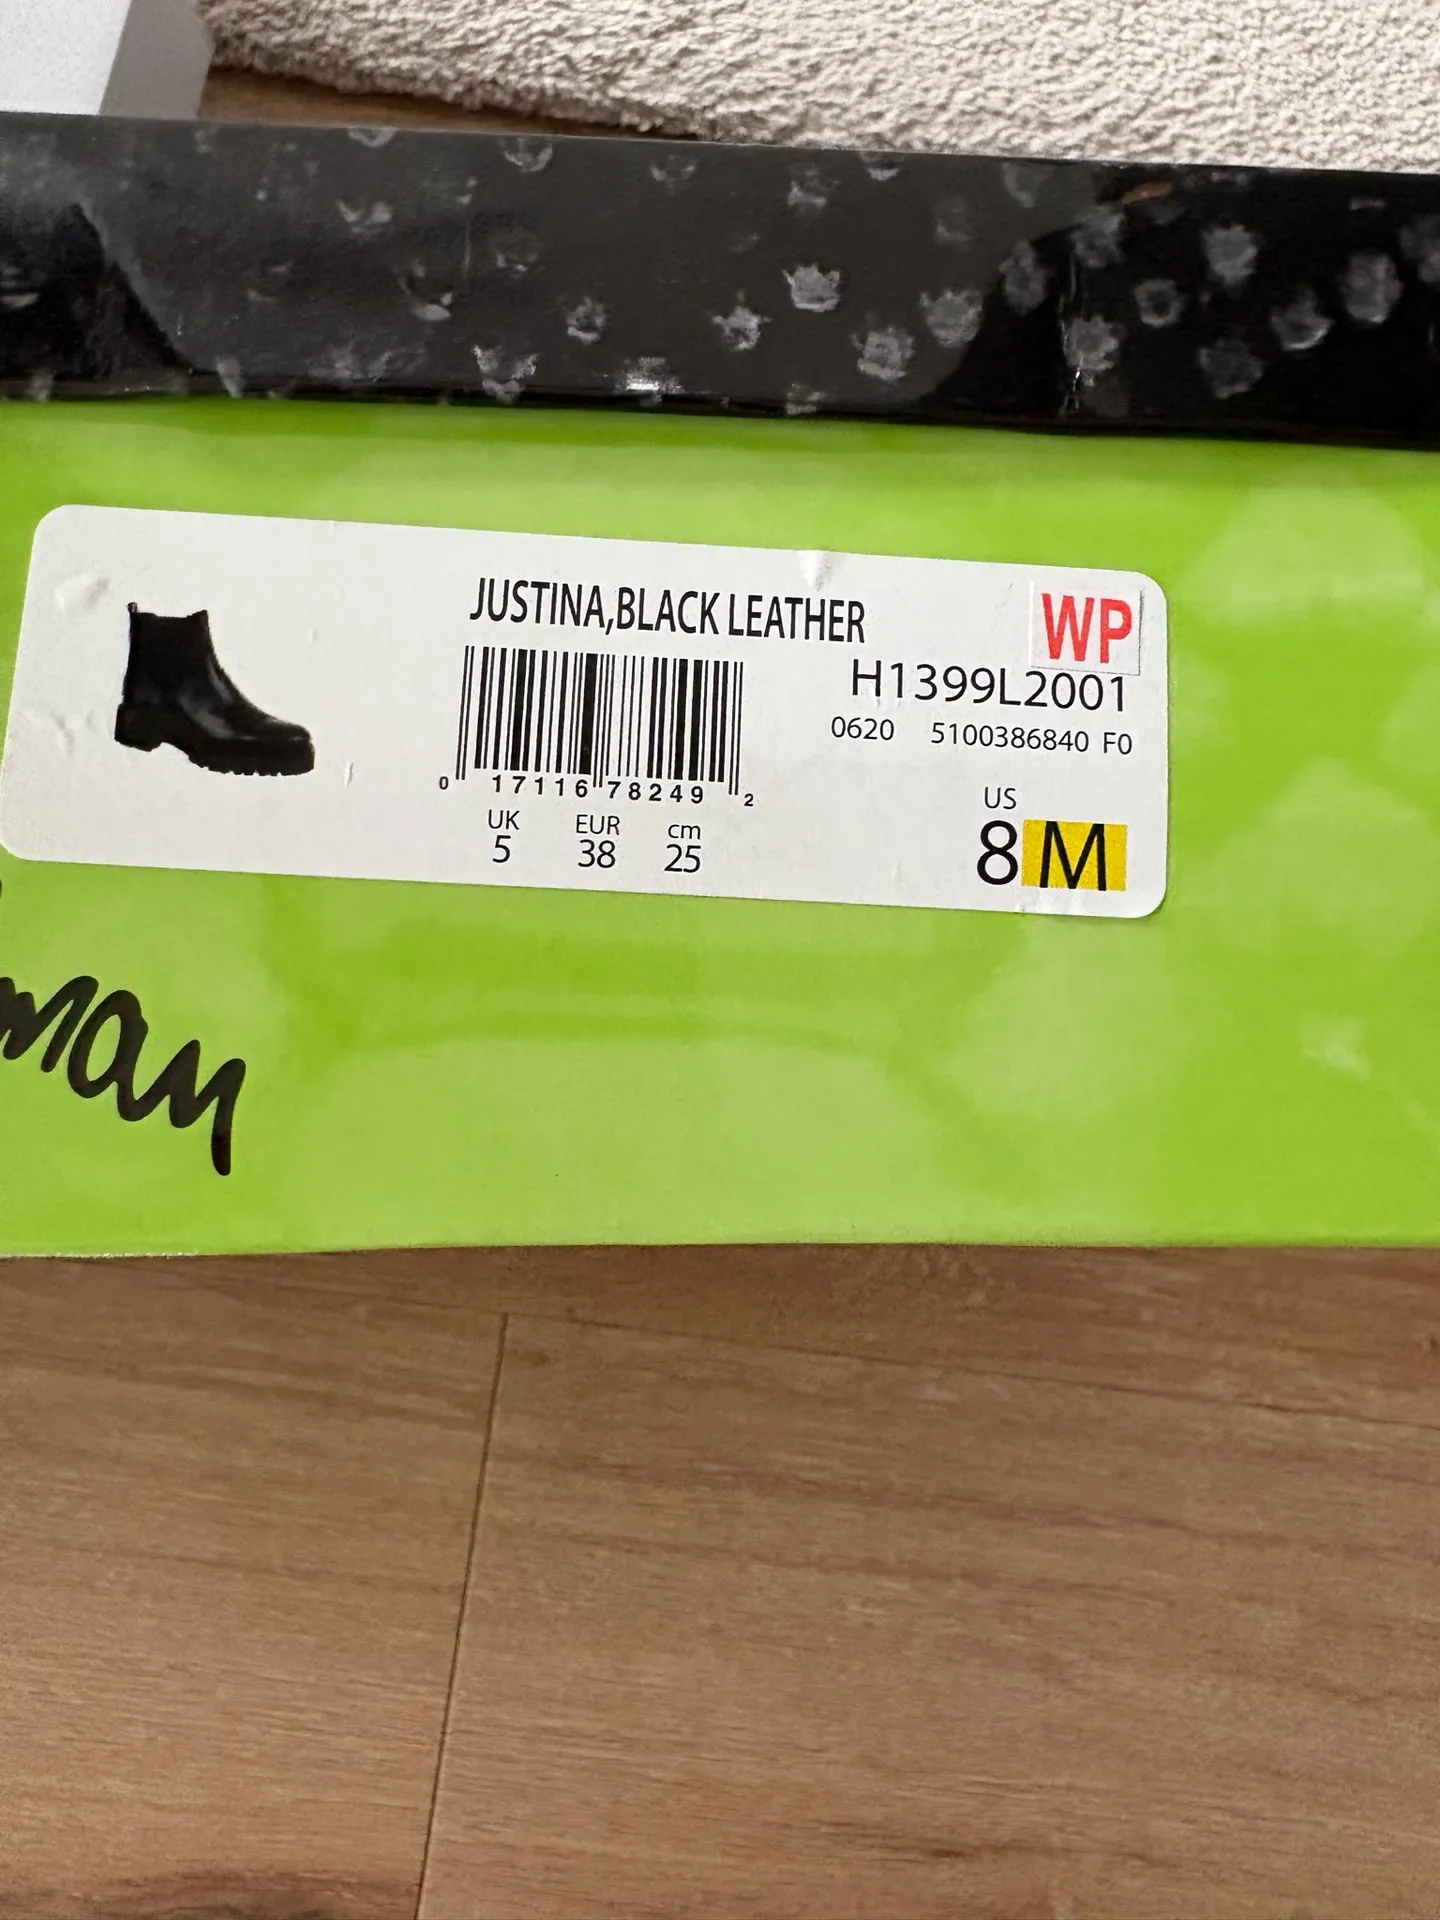 JUSTINA,BLACK LEATHER
WP
H1399L2001
0620 5100386840 F0
0 17116 78249 2
UK EUR cm
5 38 25
US
8 M
man